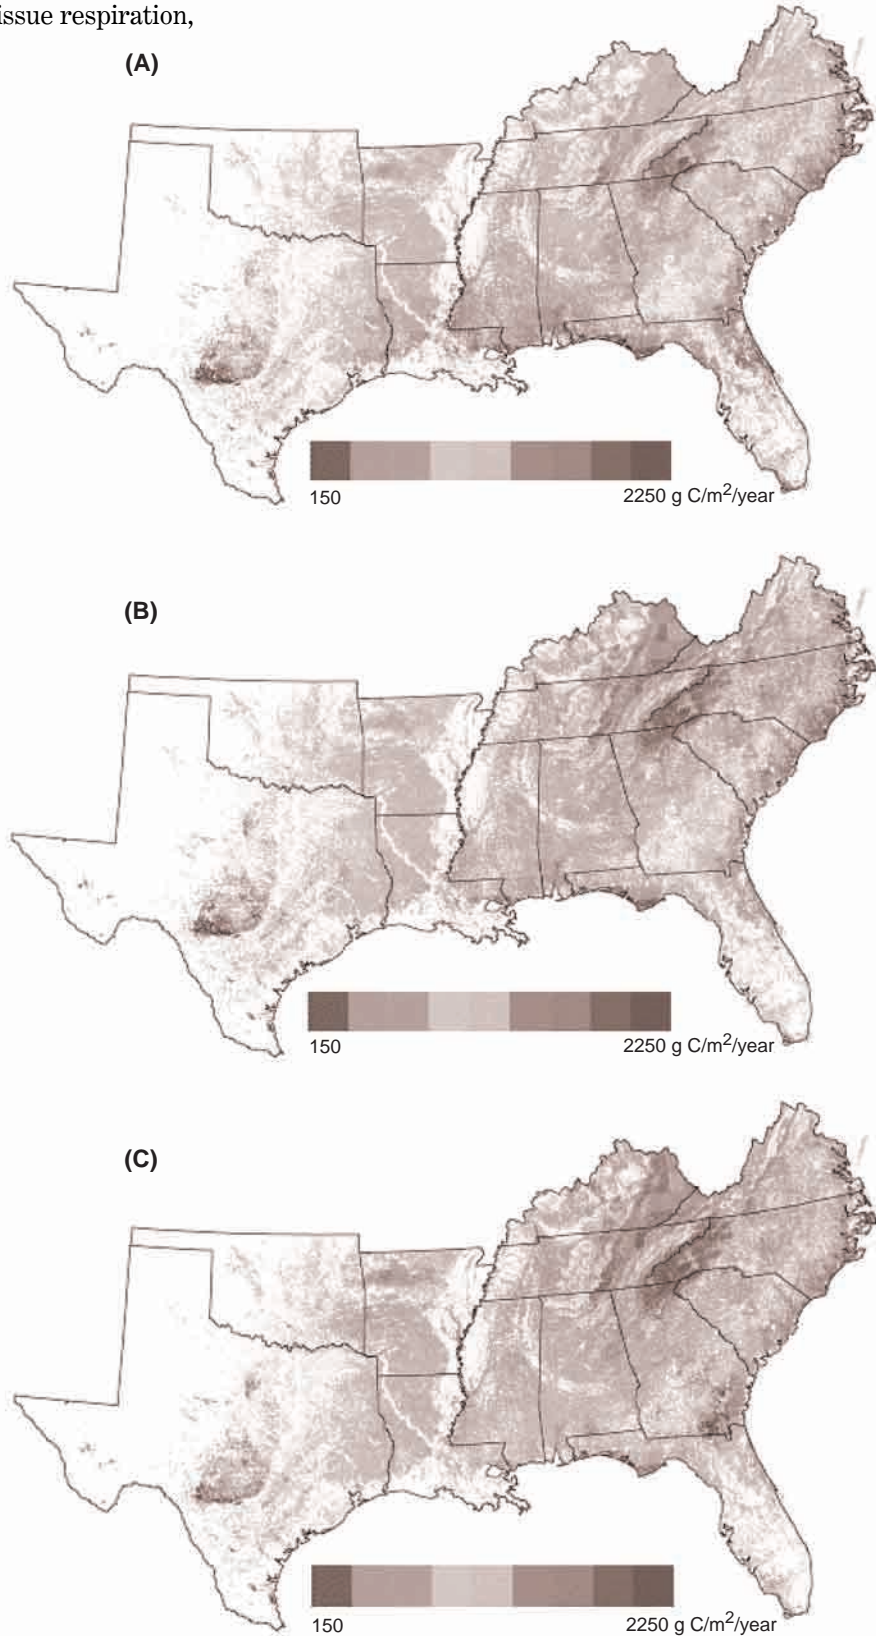 issue respiration,
(A)
150 2250 g C/m²/year
(B)
150 2250 g C/m²/year
(C)
150 2250 g C/m²/year